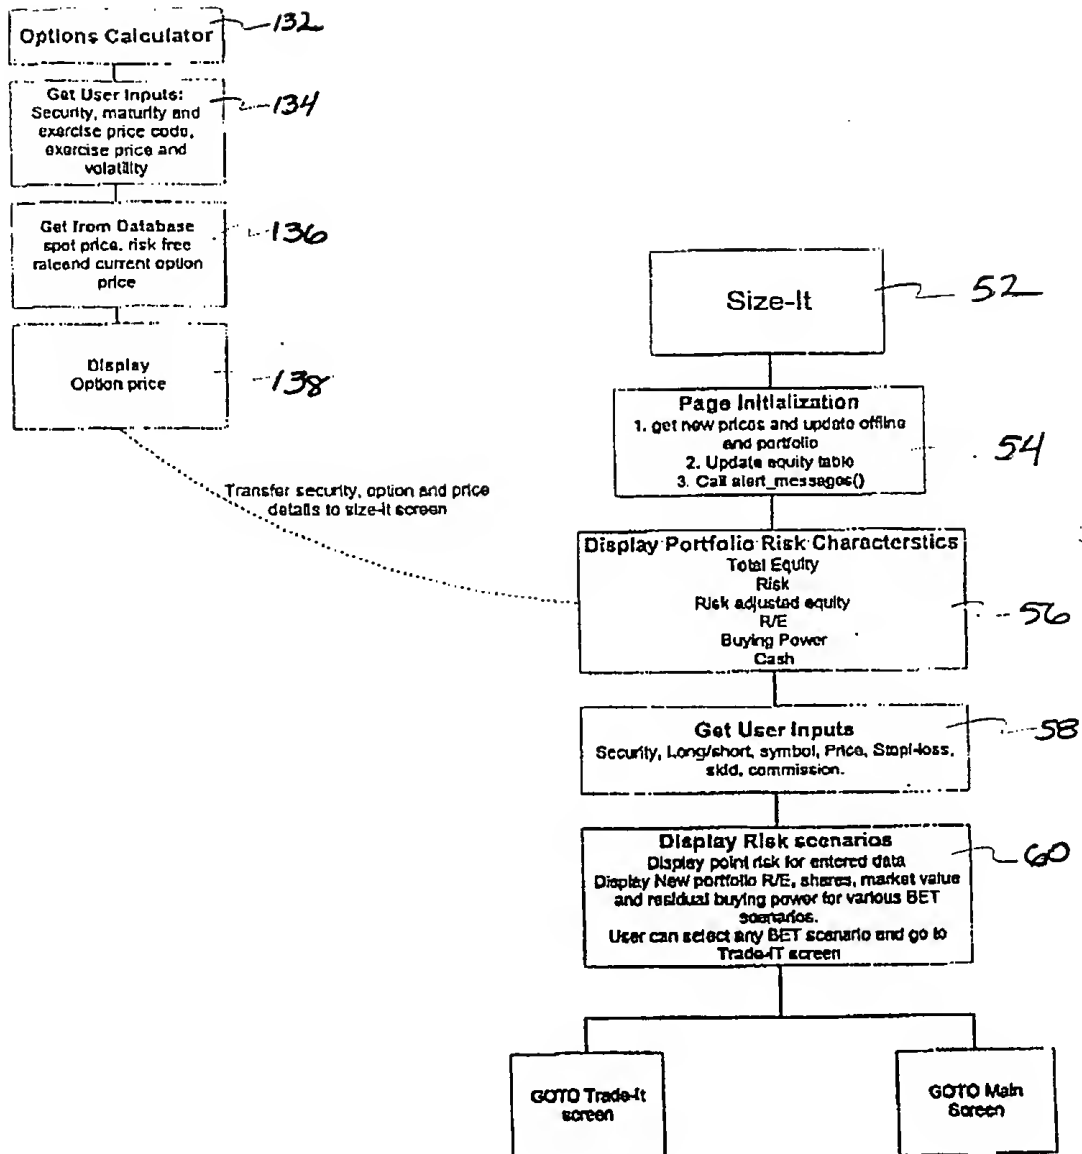 Options Calculator
132
Get User Inputs:
Security, maturity and
exercise price code,
exercise price and
volatility
134
Get from Database
spot price, risk free
rateand current option
price
136
Display
Option price
138
Transfer security, option and price
details to size-it screen
Size-It
52
Page Initialization
1. get new prices and update offline
and portfolio
2. Update equity table
3. Call alert_messages()
54
Display Portfolio Risk Characterstics
Total Equity
Risk
Risk adjusted equity
R/E
Buying Power
Cash
56
Get User Inputs
Security, Long/short, symbol, Price, Stopl-loss,
skid, commission.
58
Display Risk scenarios
Display point risk for entered data
Display New portfolio R/E, shares, market value
and residual buying power for various BET
scenarios.
User can select any BET scenario and go to
Trade-IT screen
60
GOTO Trade-It
screen
GOTO Main
Screen